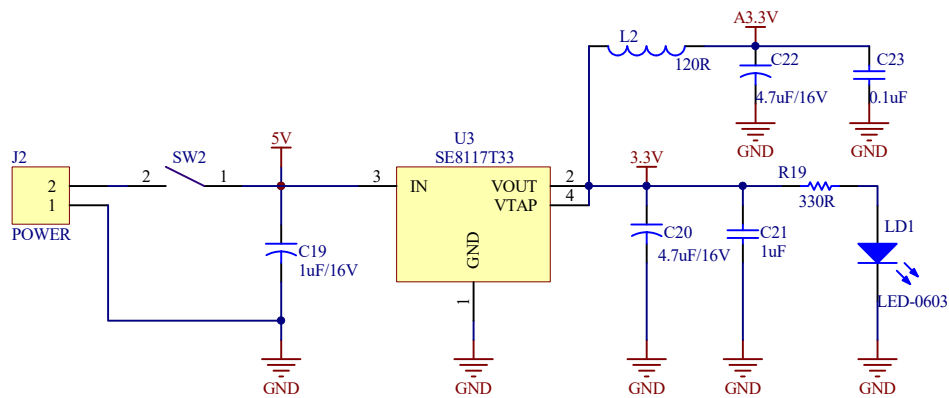 A3.3V
L2
120R
C22
4.7uF/16V
C23
0.1uF
GND
GND
J2
2
1
POWER
SW2
2
1
5V
U3
SE8117T33
3
IN
VOUT
VTAP
GND
2
4
1
3.3V
R19
330R
C19
1uF/16V
C20
4.7uF/16V
C21
1uF
LD1
LED-0603
GND
GND
GND
GND
GND